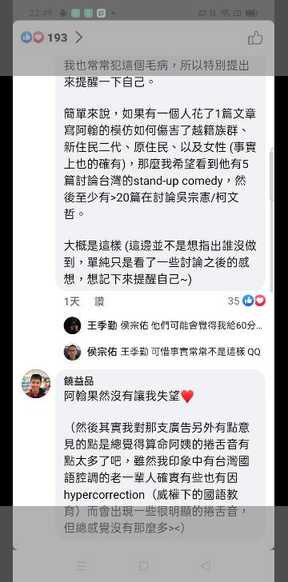 22:49
193
我也常常犯這個毛病，所以特別提出
來提醒一下自己。
簡單來說，如果有一個人花了1篇文章
寫阿翰的模仿如何傷害了越籍族群、
新住民二代、原住民、以及女性 (事實
上也的確有)，那麼我希望看到他有5
篇討論台灣的stand-up comedy，然
後至少有>20篇在討論吳宗憲/柯文
哲。
大概是這樣 (這邊並不是想指出誰沒做
到，單純只是看了一些討論之後的感
想，想記下來提醒自己~)
1天 讚 35
王季勤 侯宗佑 他們可能會覺得我給60分...
侯宗佑 王季勤 可惜事實常常不是這樣 QQ
饒益品
阿翰果然沒有讓我失望❤️
（然後其實我對那支廣告另外有點意
見的點是總覺得算命阿姨的捲舌音有
點太多了吧，雖然我印象中有台灣國
語腔調的老一輩人確實有些也有因
hypercorrection（威權下的國語教
育）而會出現一些很明顯的捲舌音，
但總感覺沒有那麼多><）